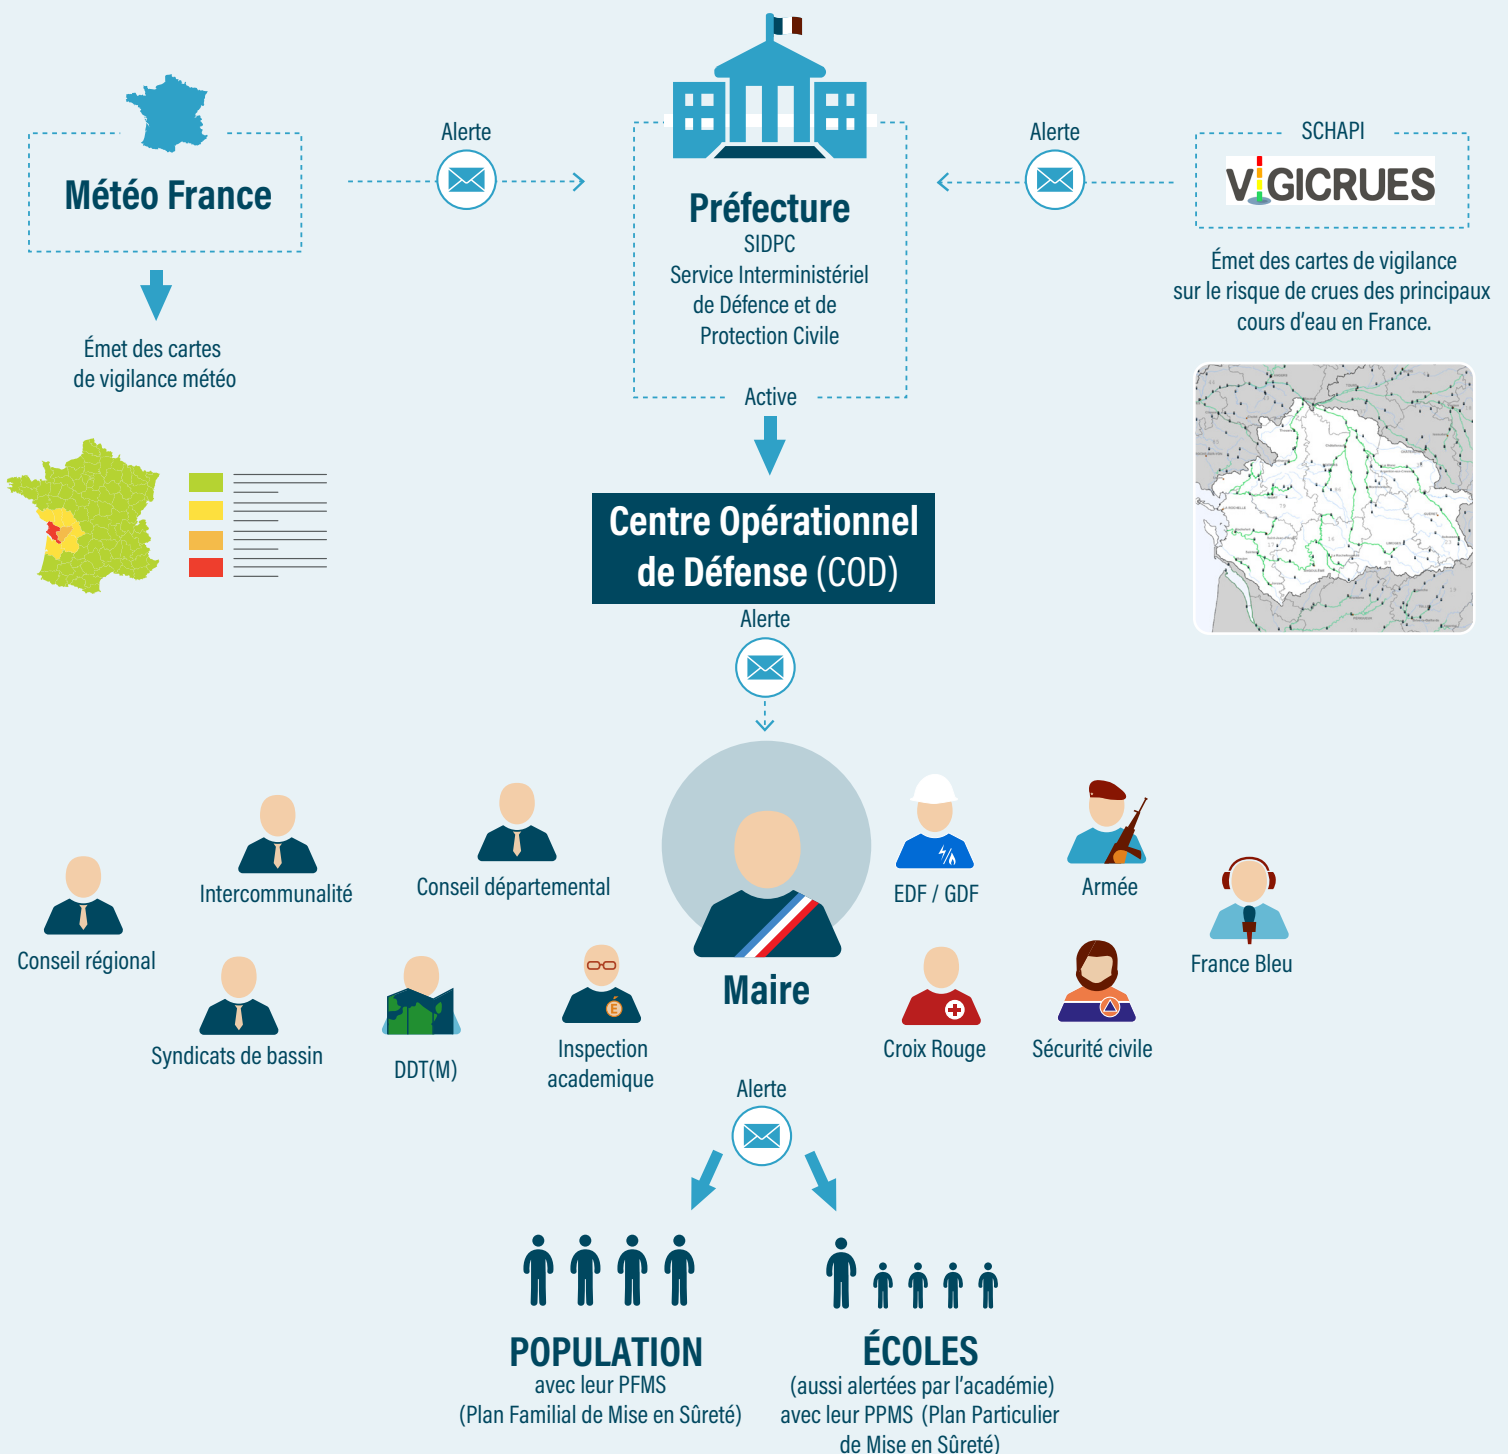 Météo France
Émet des cartes
de vigilance météo
Alerte
Préfecture
SIDPC
Service Interministériel
de Défence et de
Protection Civile
Active
Alerte
SCHAPI
VIGICRUES
Émet des cartes de vigilance
sur le risque de crues des principaux
cours d'eau en France.
Centre Opérationnel
de Défense (COD)
Alerte
Conseil régional
Intercommunalité
Conseil départemental
Syndicats de bassin
DDT(M)
Inspection
academique
Maire
EDF / GDF
Armée
France Bleu
Croix Rouge
Sécurité civile
Alerte
POPULATION
avec leur PFMS
(Plan Familial de Mise en Sûreté)
ÉCOLES
(aussi alertées par l'académie)
avec leur PPMS (Plan Particulier
de Mise en Sûreté)